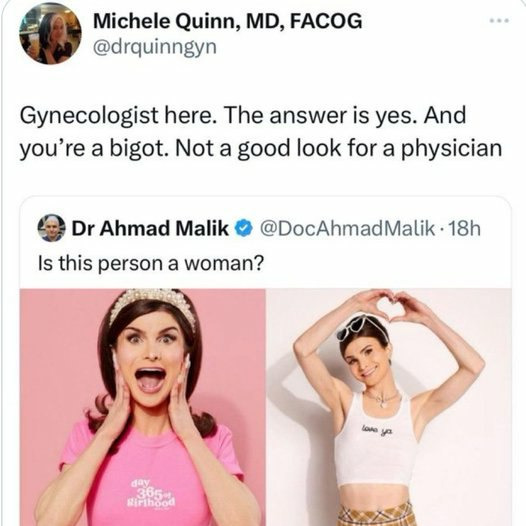 Michele Quinn, MD, FACOG
@drquinngyn
Gynecologist here. The answer is yes. And
you're a bigot. Not a good look for a physician
Dr Ahmad Malik @DocAhmadMalik · 18h
Is this person a woman?
day
365 of
girlhood
love ya